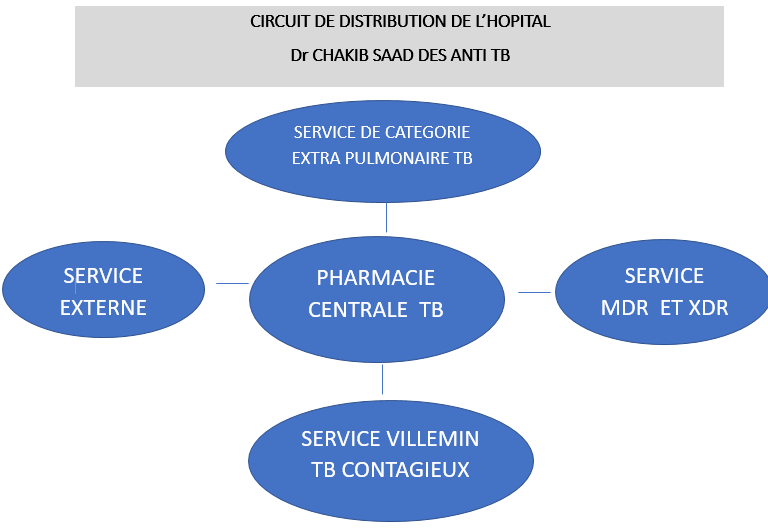 CIRCUIT DE DISTRIBUTION DE L'HOPITAL
Dr CHAKIB SAAD DES ANTI TB
SERVICE DE CATEGORIE
EXTRA PULMONAIRE TB
SERVICE
EXTERNE
PHARMACIE
CENTRALE TB
SERVICE
MDR ET XDR
SERVICE VILLEMIN
TB CONTAGIEUX